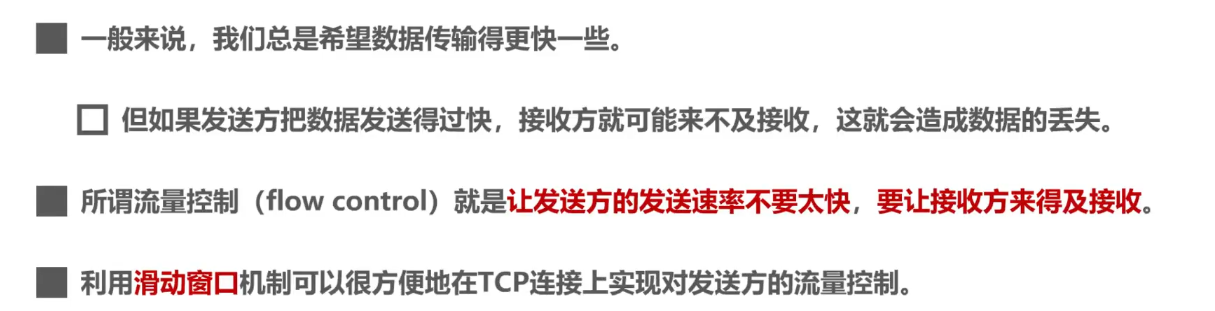 一般来说，我们总是希望数据传输得更快一些。
但如果发送方把数据发送得过快，接收方就可能来不及接收，这就会造成数据的丢失。
所谓流量控制（flow control）就是让发送方的发送速率不要太快，要让接收方来得及接收。
利用滑动窗口机制可以很方便地在TCP连接上实现对发送方的流量控制。